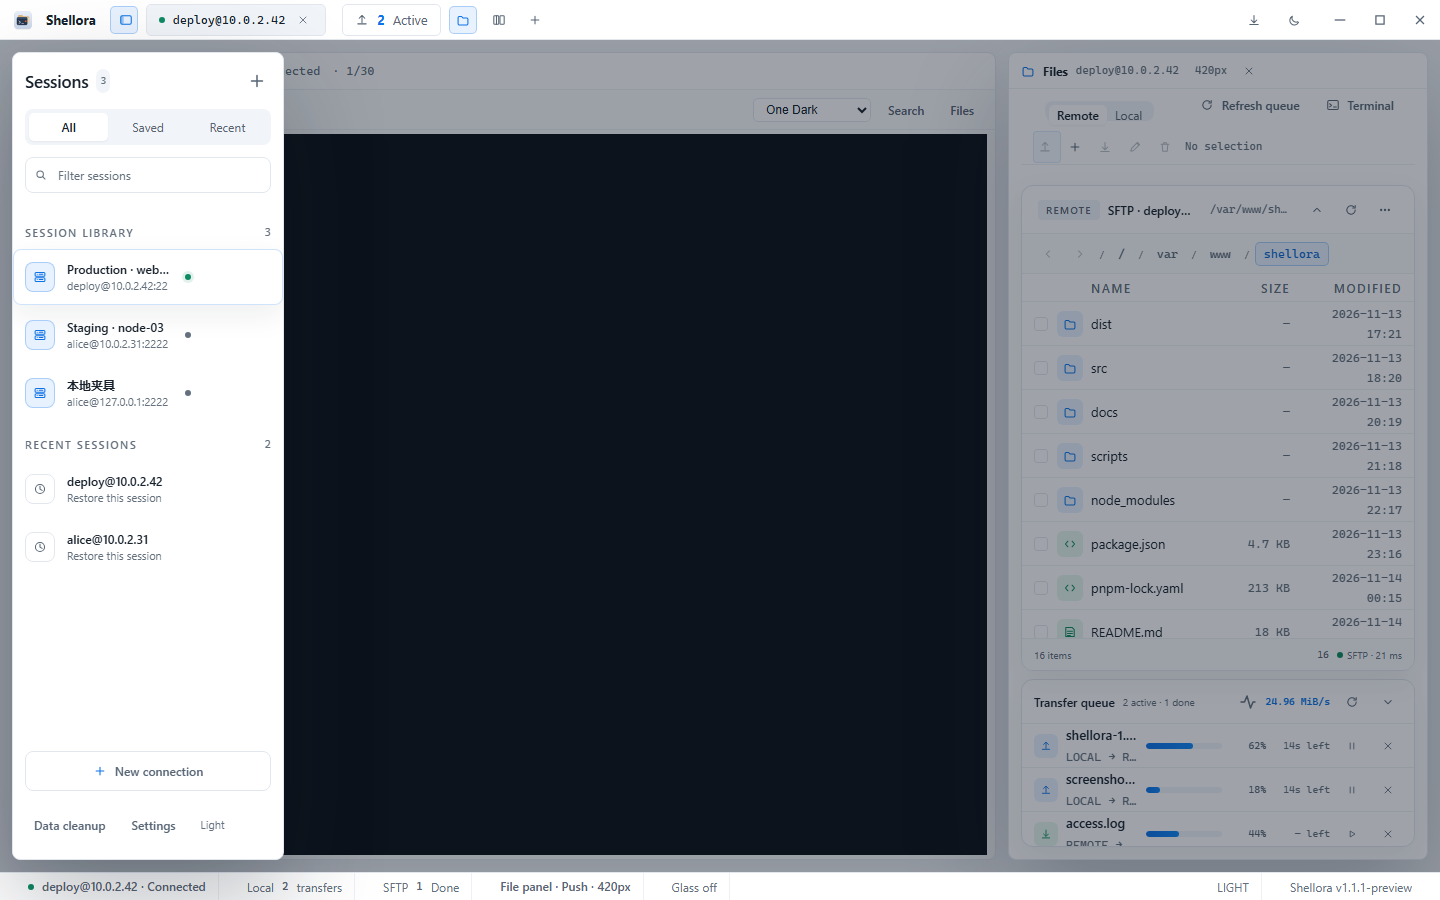 Shellora
deploy@10.0.2.42
2 Active
Sessions 3
All Saved Recent
Filter sessions
SESSION LIBRARY 3
Production · web...
deploy@10.0.2.42:22
Staging · node-03
alice@10.0.2.31:2222
本地夹具
alice@127.0.0.1:2222
RECENT SESSIONS 2
deploy@10.0.2.42
Restore this session
alice@10.0.2.31
Restore this session
+ New connection
Data cleanup Settings Light
ected · 1/30
One Dark Search Files
Files deploy@10.0.2.42 420px
Remote Local Refresh queue Terminal
No selection
REMOTE SFTP · deploy... /var/www/sh…
/ / / var / www / shellora
NAME SIZE MODIFIED
dist — 2026-11-13 17:21
src — 2026-11-13 18:20
docs — 2026-11-13 20:19
scripts — 2026-11-13 21:18
node_modules — 2026-11-13 22:17
package.json 4.7 KB 2026-11-13 23:16
pnpm-lock.yaml 213 KB 2026-11-14 00:15
README.md 18 KB 2026-11-14
16 items 16 SFTP · 21 ms
Transfer queue 2 active · 1 done 24.96 MiB/s
shellora-1.... 62% 14s left
LOCAL → R…
screensho... 18% 14s left
LOCAL → R…
access.log 44% — left
REMOTE →
deploy@10.0.2.42 · Connected Local 2 transfers SFTP 1 Done File panel · Push · 420px Glass off LIGHT Shellora v1.1.1-preview